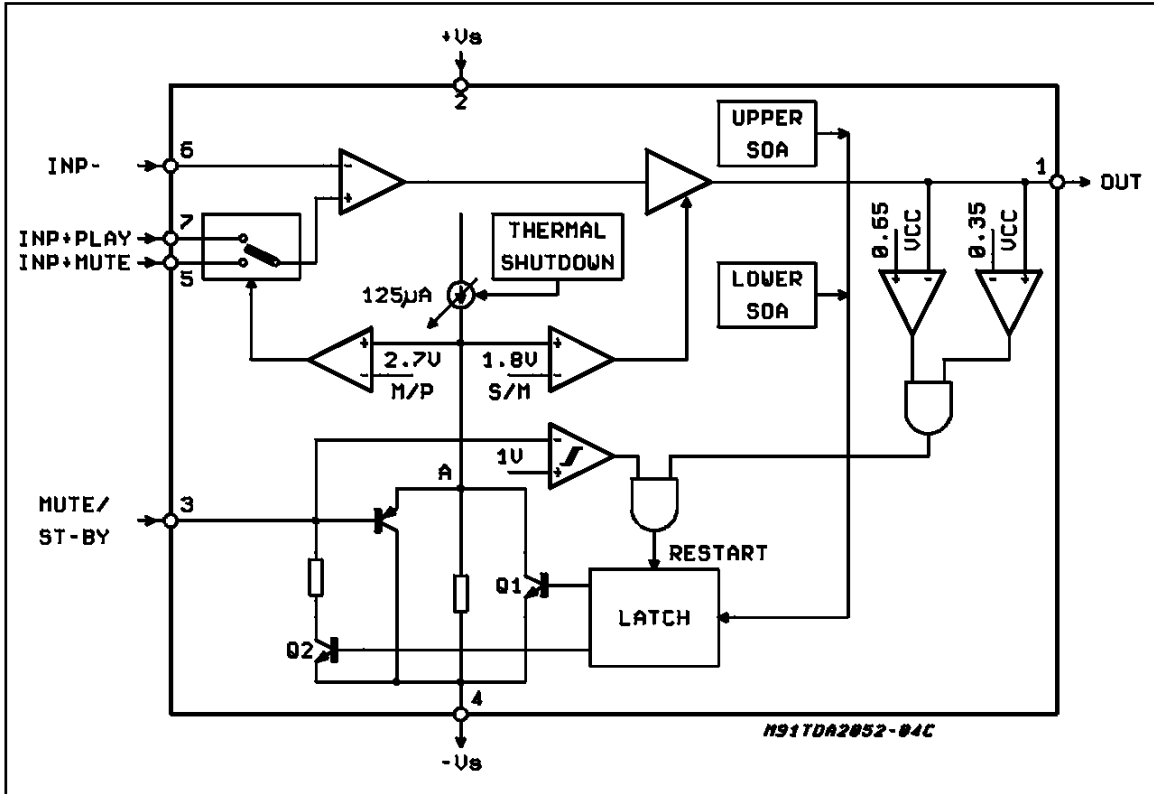 +Vs
2
UPPER
SOA
INP-
6
-
+
1
OUT
7
INP+PLAY
INP+MUTE
5
THERMAL
SHUTDOWN
125µA
LOWER
SOA
0.65
VCC
0.35
VCC
+
-
-
+
+
-
2.7V
M/P
+
-
1.8V
S/M
-
+
1V
A
MUTE/
ST-BY
3
RESTART
Q1
LATCH
Q2
4
-Vs
M91TDA2052-04C